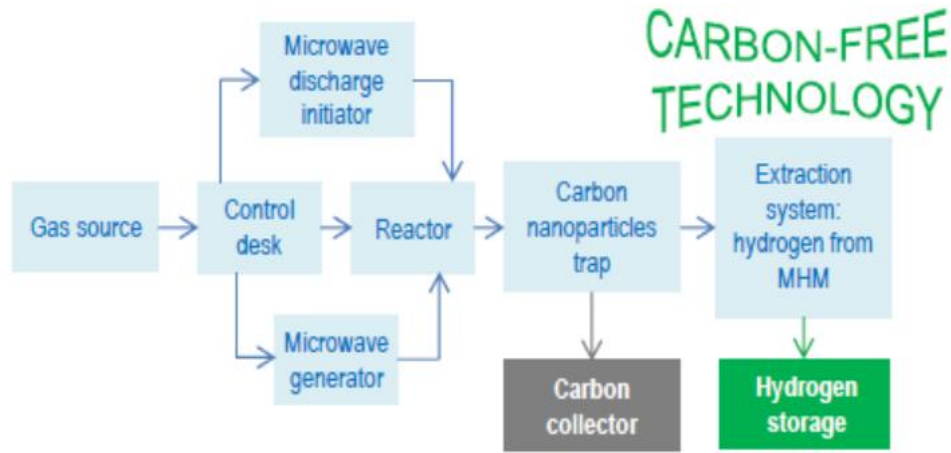 CARBON-FREE
TECHNOLOGY
Microwave
discharge
initiator
Gas source
Control
desk
Reactor
Carbon
nanoparticles
trap
Extraction
system:
hydrogen from
MHM
Microwave
generator
Carbon
collector
Hydrogen
storage